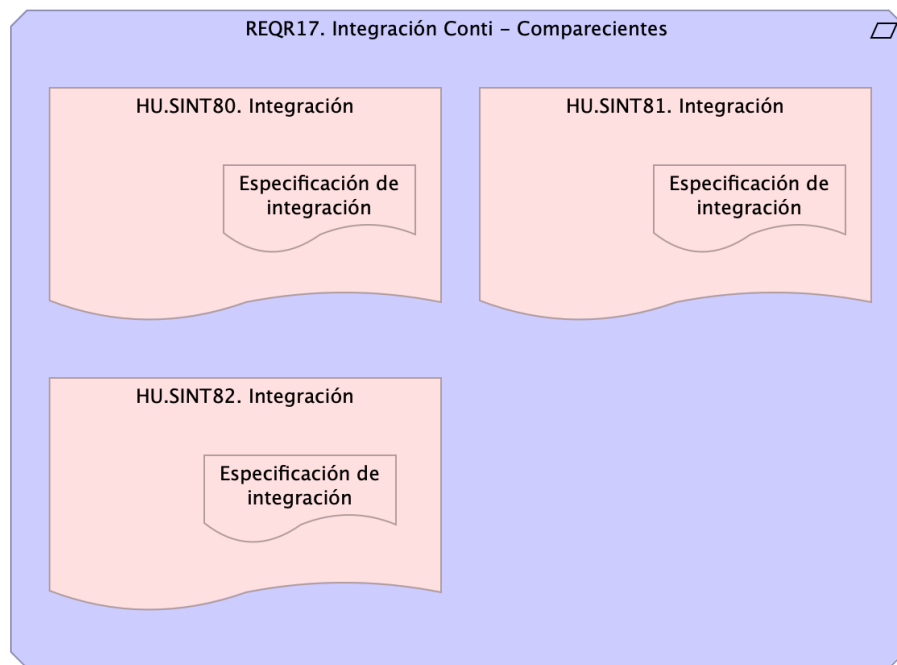 REQR17. Integración Conti – Comparecientes
HU.SINT80. Integración
Especificación de
integración
HU.SINT81. Integración
Especificación de
integración
HU.SINT82. Integración
Especificación de
integración